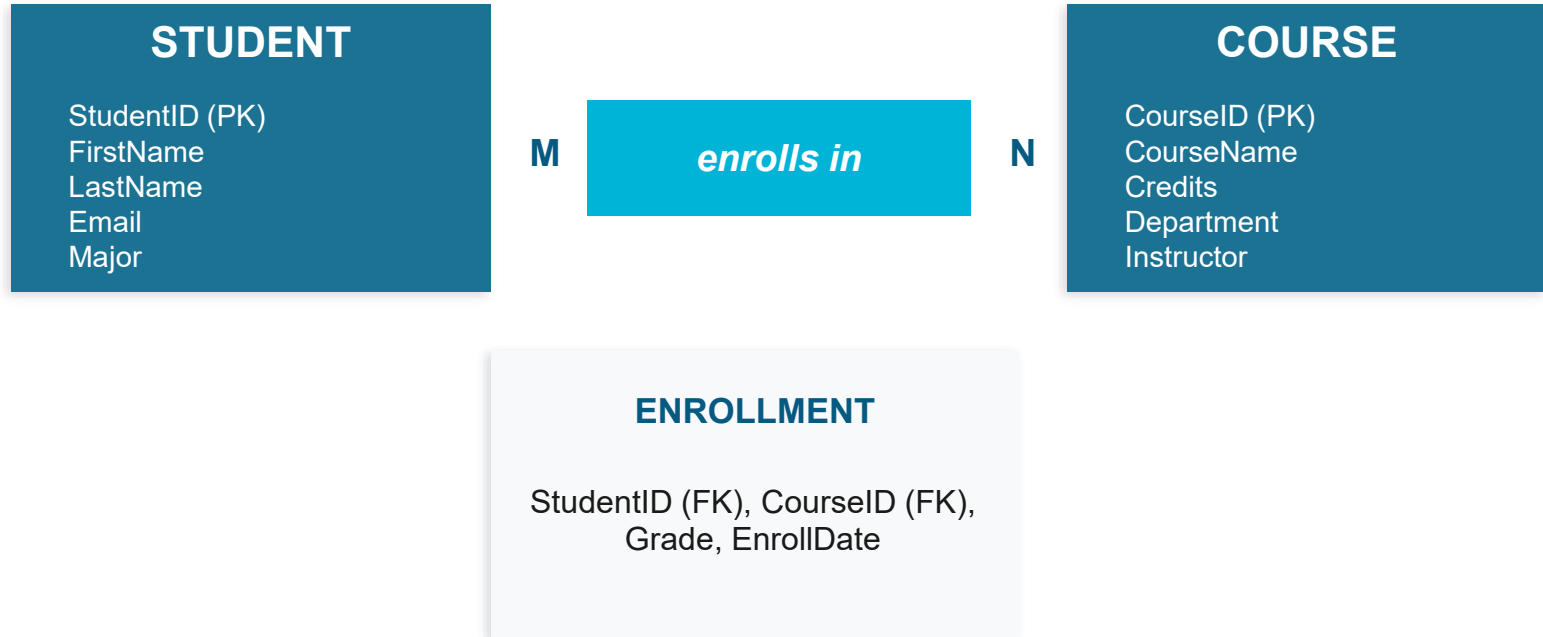 STUDENT
StudentID (PK)
FirstName
LastName
Email
Major
M
enrolls in
N
COURSE
CourseID (PK)
CourseName
Credits
Department
Instructor
ENROLLMENT
StudentID (FK), CourseID (FK),
Grade, EnrollDate